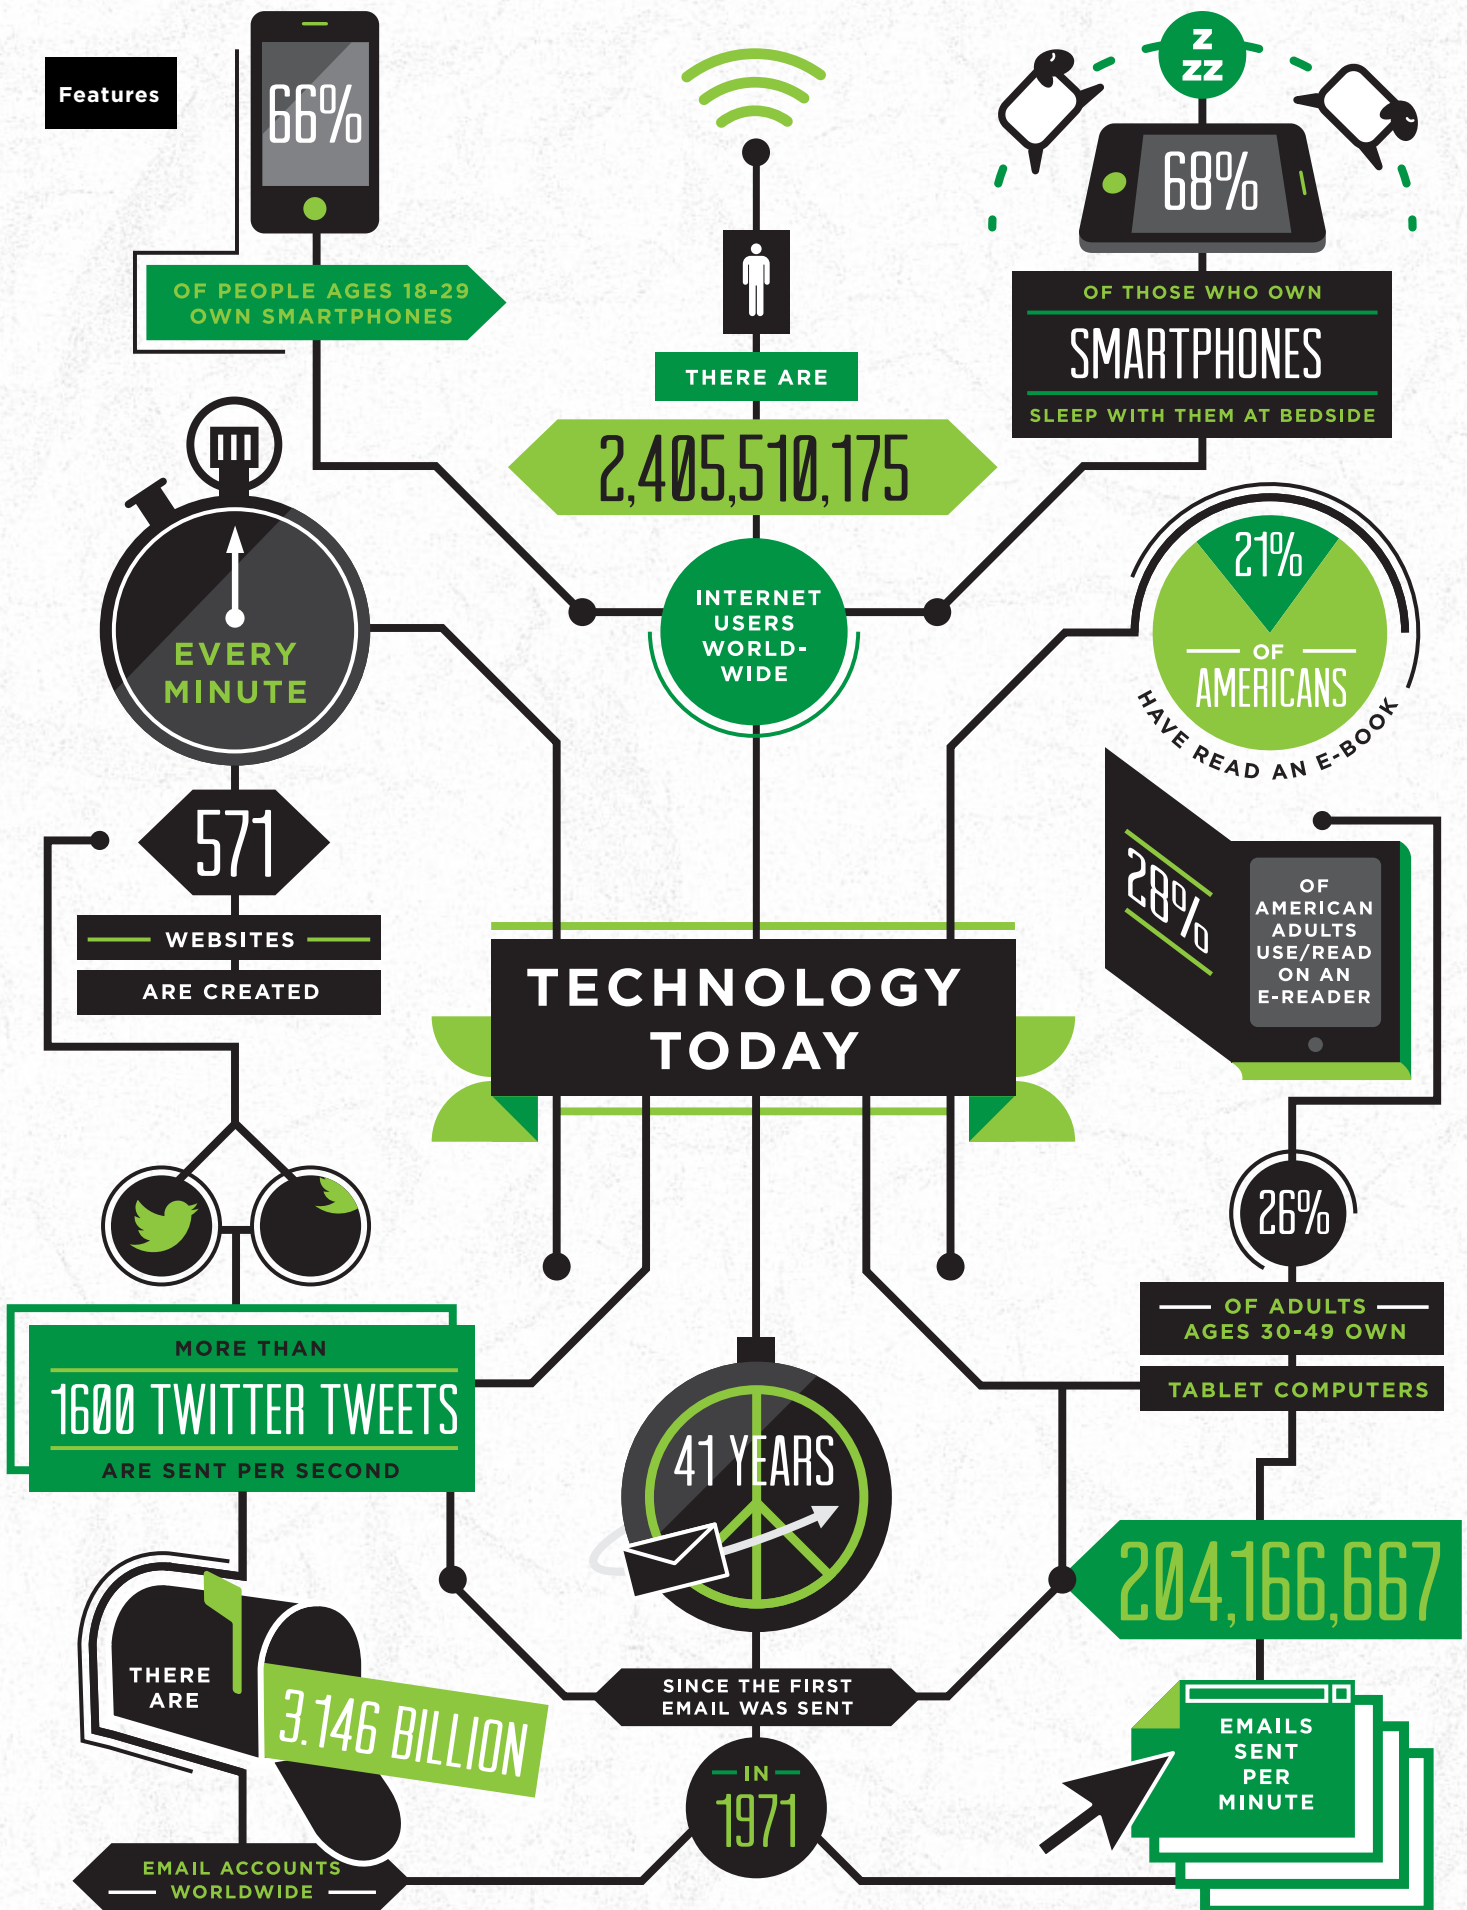 Features
66%
OF PEOPLE AGES 18-29
OWN SMARTPHONES
THERE ARE
2,405,510,175
INTERNET
USERS
WORLD-
WIDE
Z
ZZ
68%
OF THOSE WHO OWN
SMARTPHONES
SLEEP WITH THEM AT BEDSIDE
EVERY
MINUTE
571
WEBSITES
ARE CREATED
21%
OF
AMERICANS
HAVE READ AN E-BOOK
28%
OF
AMERICAN
ADULTS
USE/READ
ON AN
E-READER
TECHNOLOGY
TODAY
MORE THAN
1600 TWITTER TWEETS
ARE SENT PER SECOND
26%
OF ADULTS
AGES 30-49 OWN
TABLET COMPUTERS
41 YEARS
SINCE THE FIRST
EMAIL WAS SENT
IN
1971
THERE
ARE
3.146 BILLION
EMAIL ACCOUNTS
WORLDWIDE
204,166,667
EMAILS
SENT
PER
MINUTE